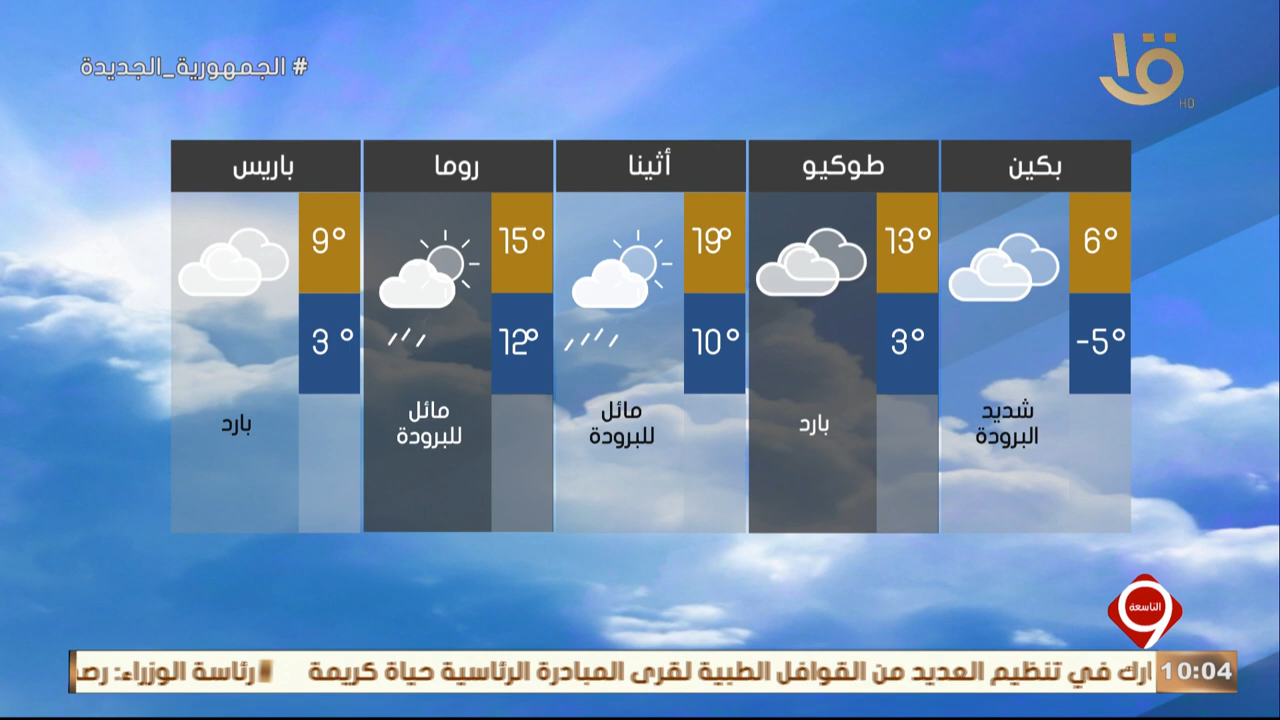 # الجمهورية_الجديدة
HD
بكين
6°
-5°
شديد
البرودة
طوكيو
13°
3°
بارد
أثينا
19°
10°
مائل
للبرودة
روما
15°
12°
مائل
للبرودة
باريس
9°
3 °
بارد
التاسعة
9
10:04
ارك في تنظيم العديد من القوافل الطبية لقرى المبادرة الرئاسية حياة كريمة رئاسة الوزراء: رصـ